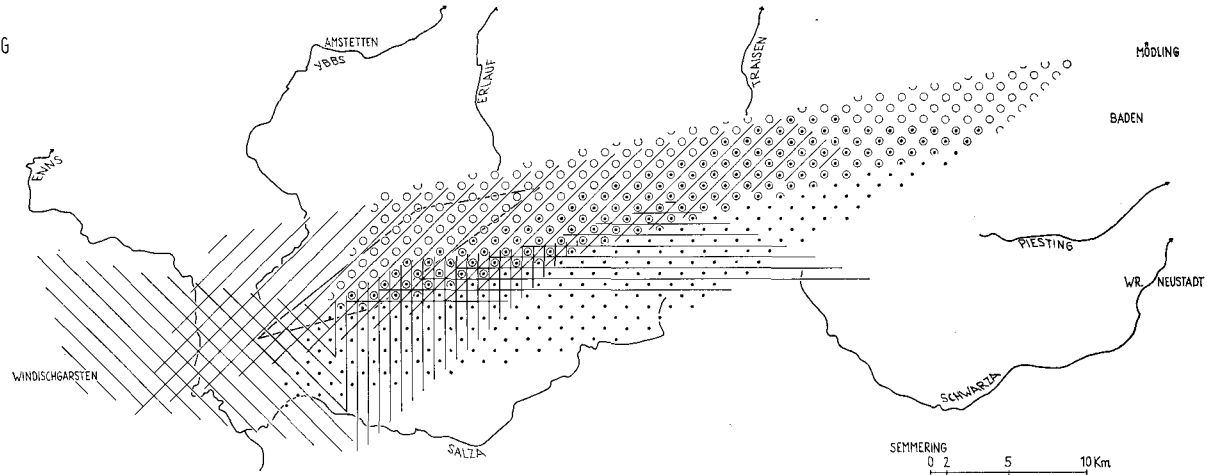 G
AMSTETTEN
YBBS
ERLAUF
TRAISEN
MÖDLING
BADEN
ENNS
PIESTING
WR. NEUSTADT
WINDISCHGARSTEN
SCHWARZA
SALZA
SEMMERING
0 2 5 10 Km